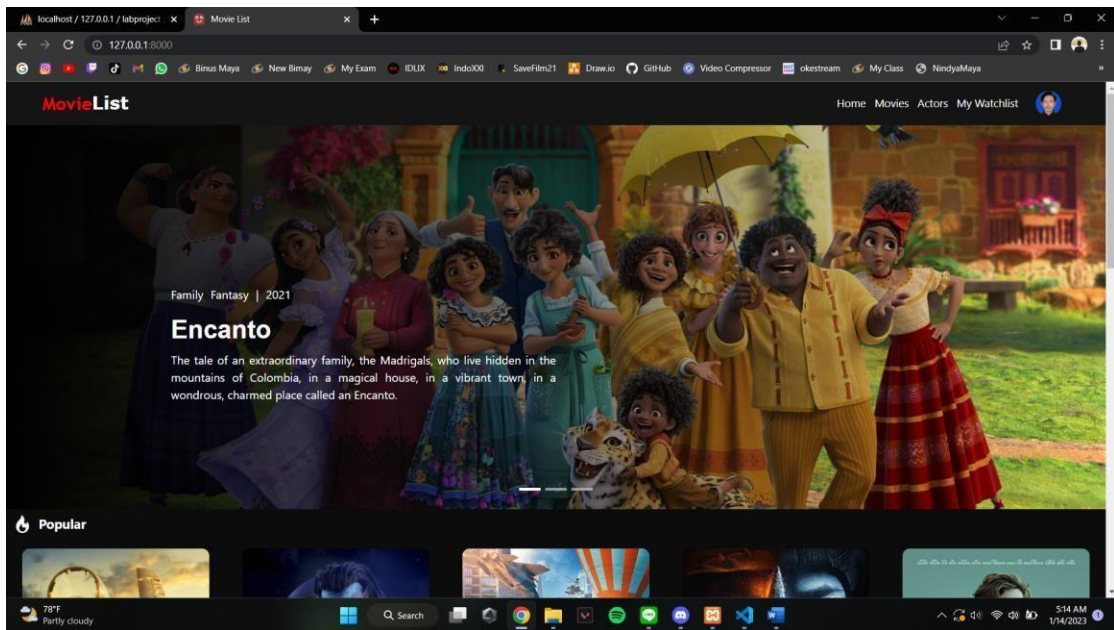 localhost / 127.0.0.1 / labproject
Movie List
127.0.0.1:8000
Binus Maya
New Bimay
My Exam
IDLIX
IndoXXI
SaveFilm21
Draw.io
GitHub
Video Compressor
okestream
My Class
NindyaMaya
MovieList
Home Movies Actors My Watchlist
Family Fantasy | 2021
Encanto
The tale of an extraordinary family, the Madrigals, who live hidden in the
mountains of Colombia, in a magical house, in a vibrant town, in a
wondrous, charmed place called an Encanto.
Popular
78°F
Partly cloudy
Search
5:14 AM
1/14/2023